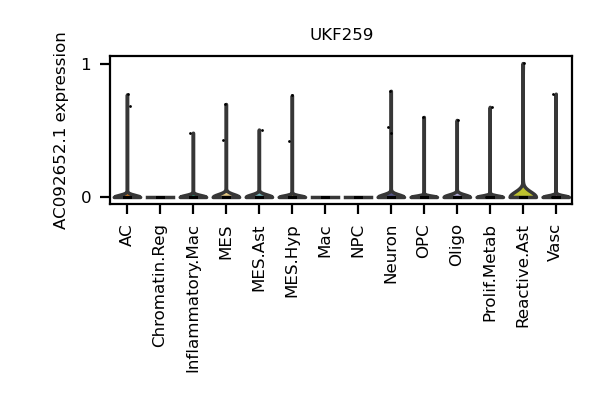 UKF259
AC092652.1 expression
1
0
AC
Chromatin.Reg
Inflammatory.Mac
MES
MES.Ast
MES.Hyp
Mac
NPC
Neuron
OPC
Oligo
Prolif.Metab
Reactive.Ast
Vasc